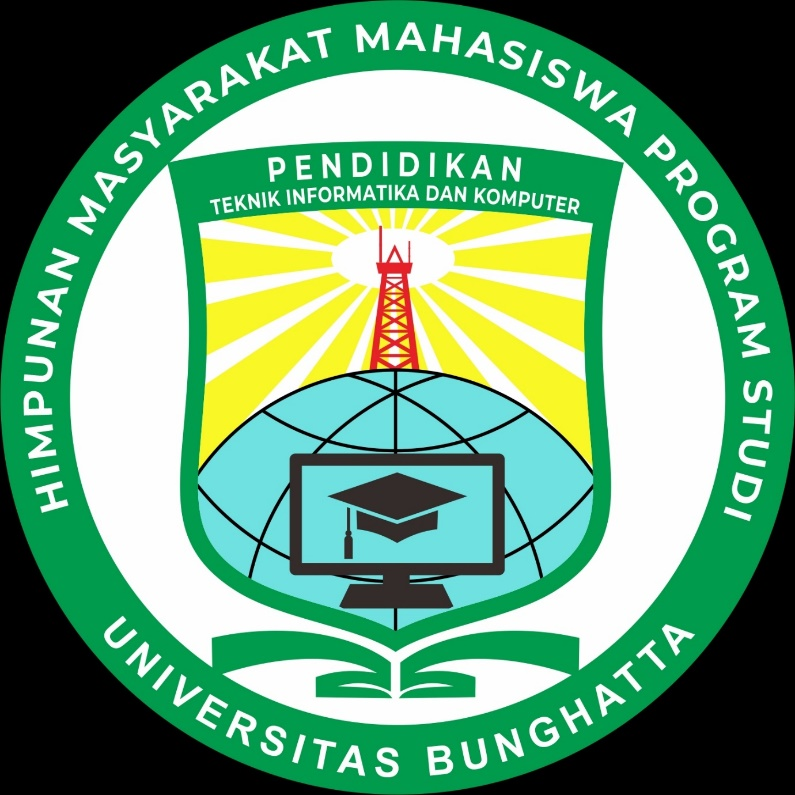 HIMPUNAN MASYARAKAT MAHASISWA PROGRAM STUDI
PENDIDIKAN
TEKNIK INFORMATIKA DAN KOMPUTER
UNIVERSITAS BUNGHATTA